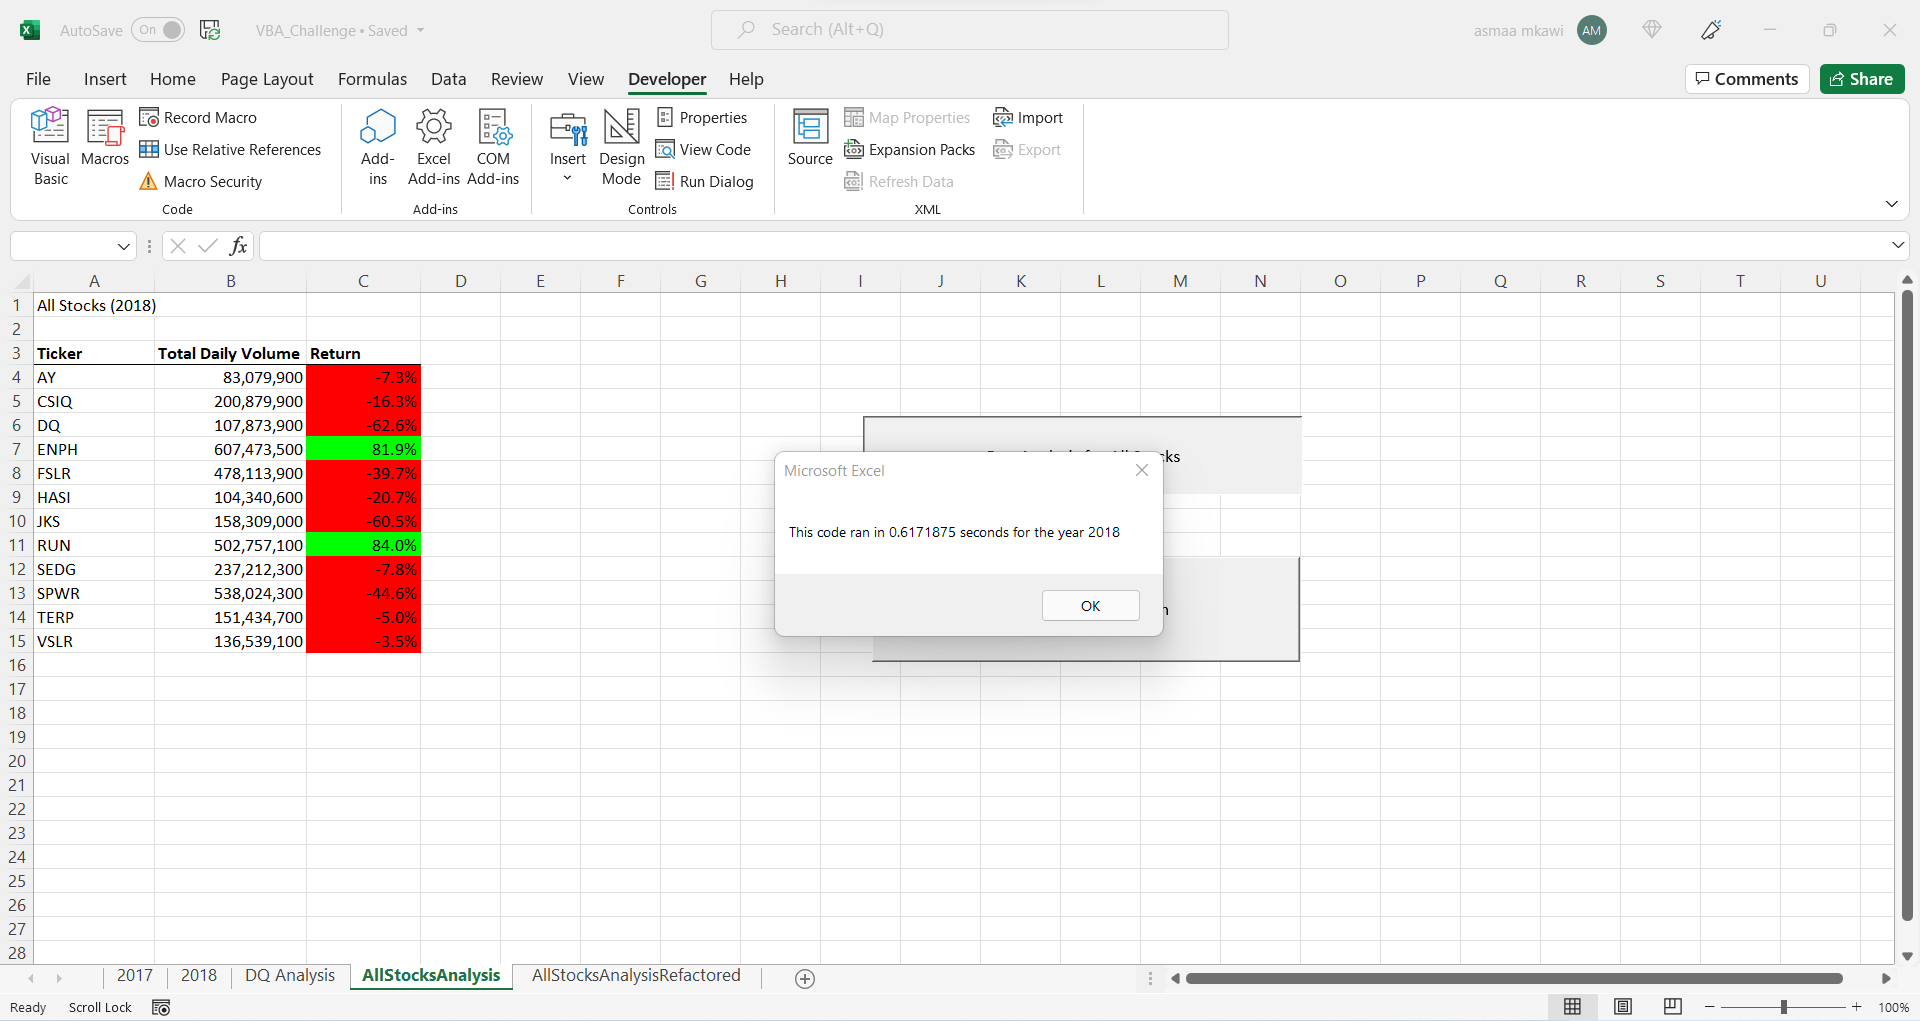 AutoSave On VBA_Challenge • Saved Search (Alt+Q) asmaa mkawi AM
File Insert Home Page Layout Formulas Data Review View Developer Help Comments Share
Visual Basic
Macros
Record Macro
Use Relative References
Macro Security
Code
Add-ins
Excel Add-ins
COM Add-ins
Add-ins
Insert
Design Mode
Properties
View Code
Run Dialog
Controls
Source
Map Properties
Expansion Packs
Refresh Data
Import
Export
XML
fx
A B C D E F G H I J K L M N O P Q R S T U
1 All Stocks (2018)
2
3 Ticker Total Daily Volume Return
4 AY 83,079,900 -7.3%
5 CSIQ 200,879,900 -16.3%
6 DQ 107,873,900 -62.6%
7 ENPH 607,473,500 81.9%
8 FSLR 478,113,900 -39.7%
9 HASI 104,340,600 -20.7%
10 JKS 158,309,000 -60.5%
11 RUN 502,757,100 84.0%
12 SEDG 237,212,300 -7.8%
13 SPWR 538,024,300 -44.6%
14 TERP 151,434,700 -5.0%
15 VSLR 136,539,100 -3.5%
16
17
18
19
20
21
22
23
24
25
26
27
28
Microsoft Excel
This code ran in 0.6171875 seconds for the year 2018
OK
2017 2018 DQ Analysis AllStocksAnalysis AllStocksAnalysisRefactored
Ready Scroll Lock 100%